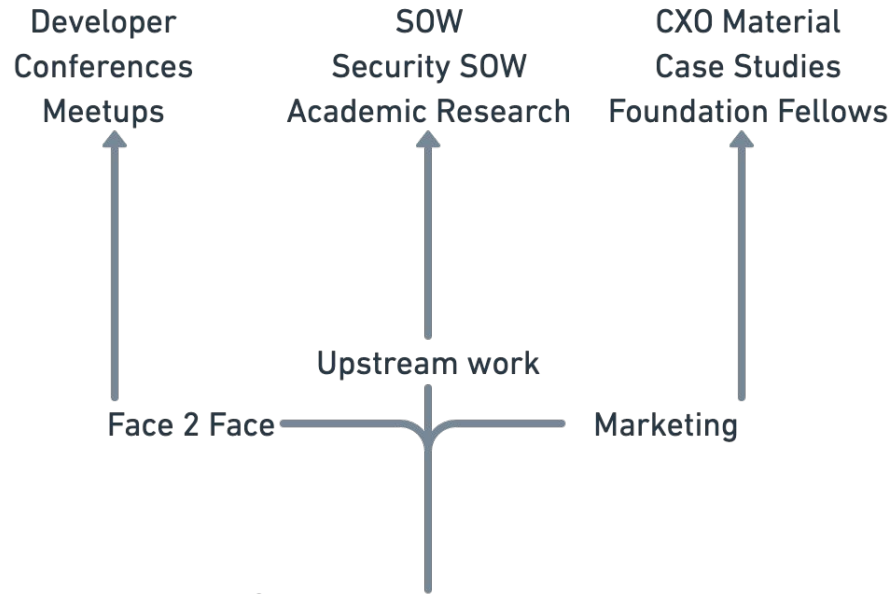 Developer
Conferences
Meetups
SOW
Security SOW
Academic Research
CXO Material
Case Studies
Foundation Fellows
Upstream work
Face 2 Face
Marketing